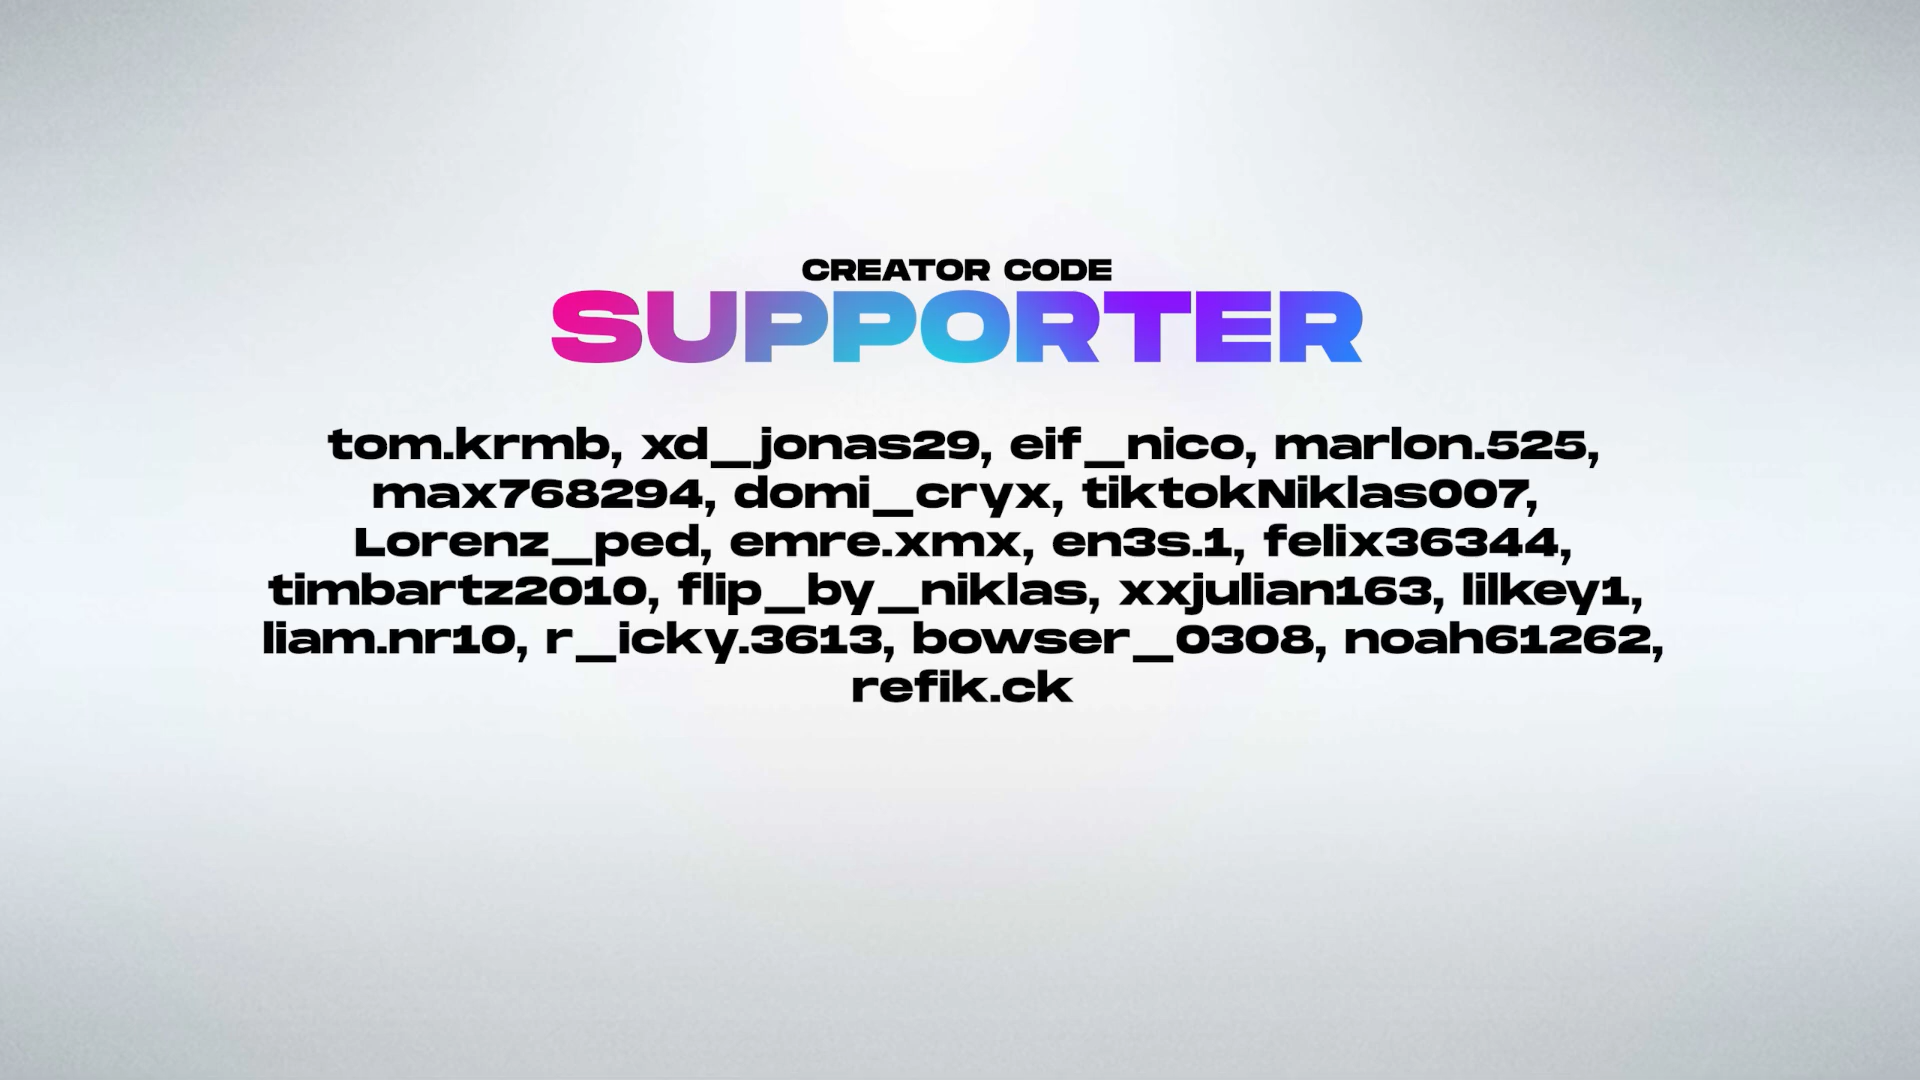 CREATOR CODE
SUPPORTER
tom.krmb, xd_jonas29, eif_nico, marlon.525,
max768294, domi_cryx, tiktokNiklas007,
Lorenz_ped, emre.xmx, en3s.1, felix36344,
timbartz2010, flip_by_niklas, xxjulian163, lilkey1,
liam.nr10, r_icky.3613, bowser_0308, noah61262,
refik.ck